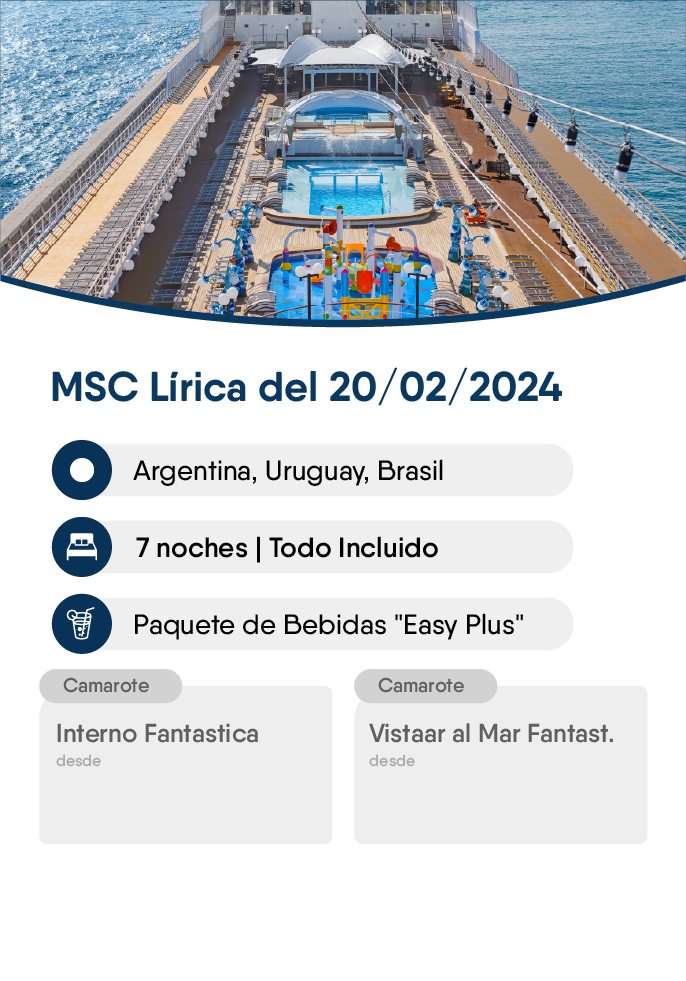 MSC Lírica del 20/02/2024
Argentina, Uruguay, Brasil
7 noches | Todo Incluido
Paquete de Bebidas "Easy Plus"
Camarote
Interno Fantastica
desde
Camarote
Vistaar al Mar Fantast.
desde